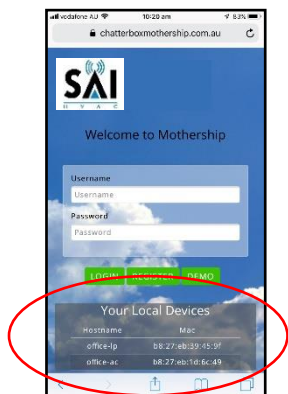 vodafone AU 10:20 am 83%
chatterboxmothership.com.au
SAI
HVAC
Welcome to Mothership
Username
Username
Password
Password
LOGIN REGISTER DEMO
Your Local Devices
Hostname Mac
office-lp b8:27:eb:39:45:9f
office-ac b8:27:eb:1d:6c:49